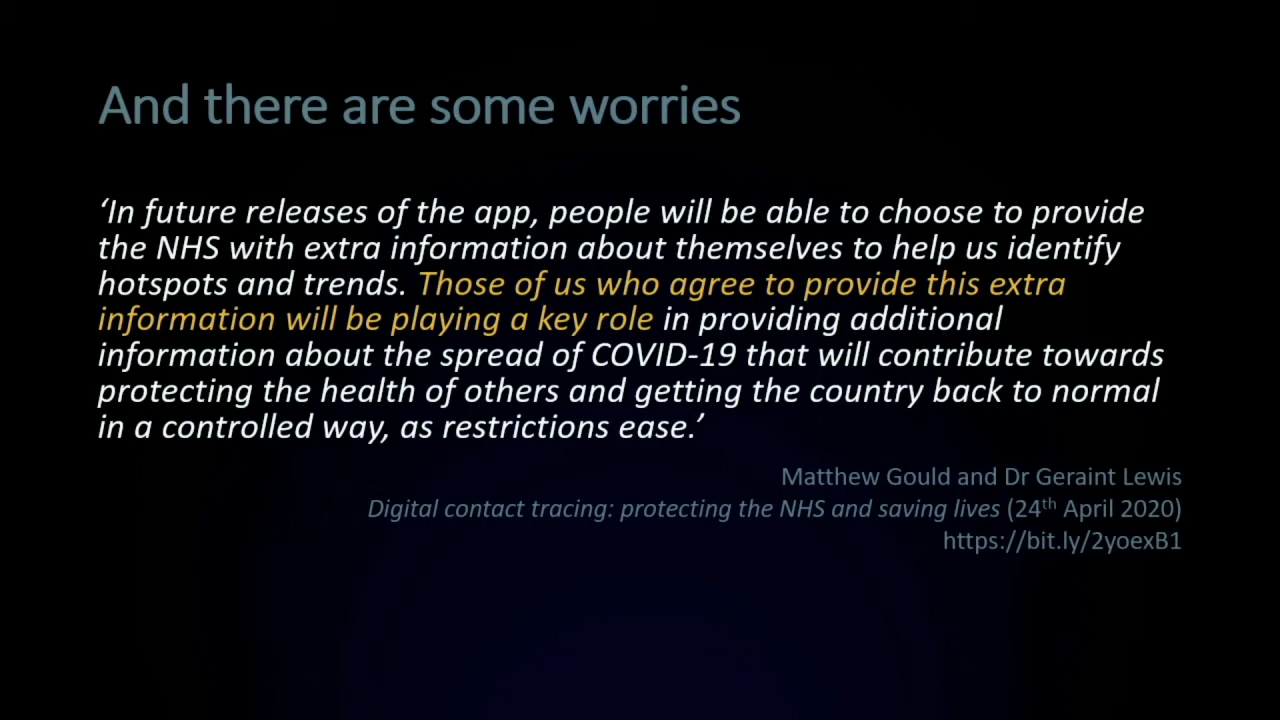 And there are some worries
‘In future releases of the app, people will be able to choose to provide
the NHS with extra information about themselves to help us identify
hotspots and trends. Those of us who agree to provide this extra
information will be playing a key role in providing additional
information about the spread of COVID-19 that will contribute towards
protecting the health of others and getting the country back to normal
in a controlled way, as restrictions ease.’
Matthew Gould and Dr Geraint Lewis
Digital contact tracing: protecting the NHS and saving lives (24th April 2020)
https://bit.ly/2yoexB1